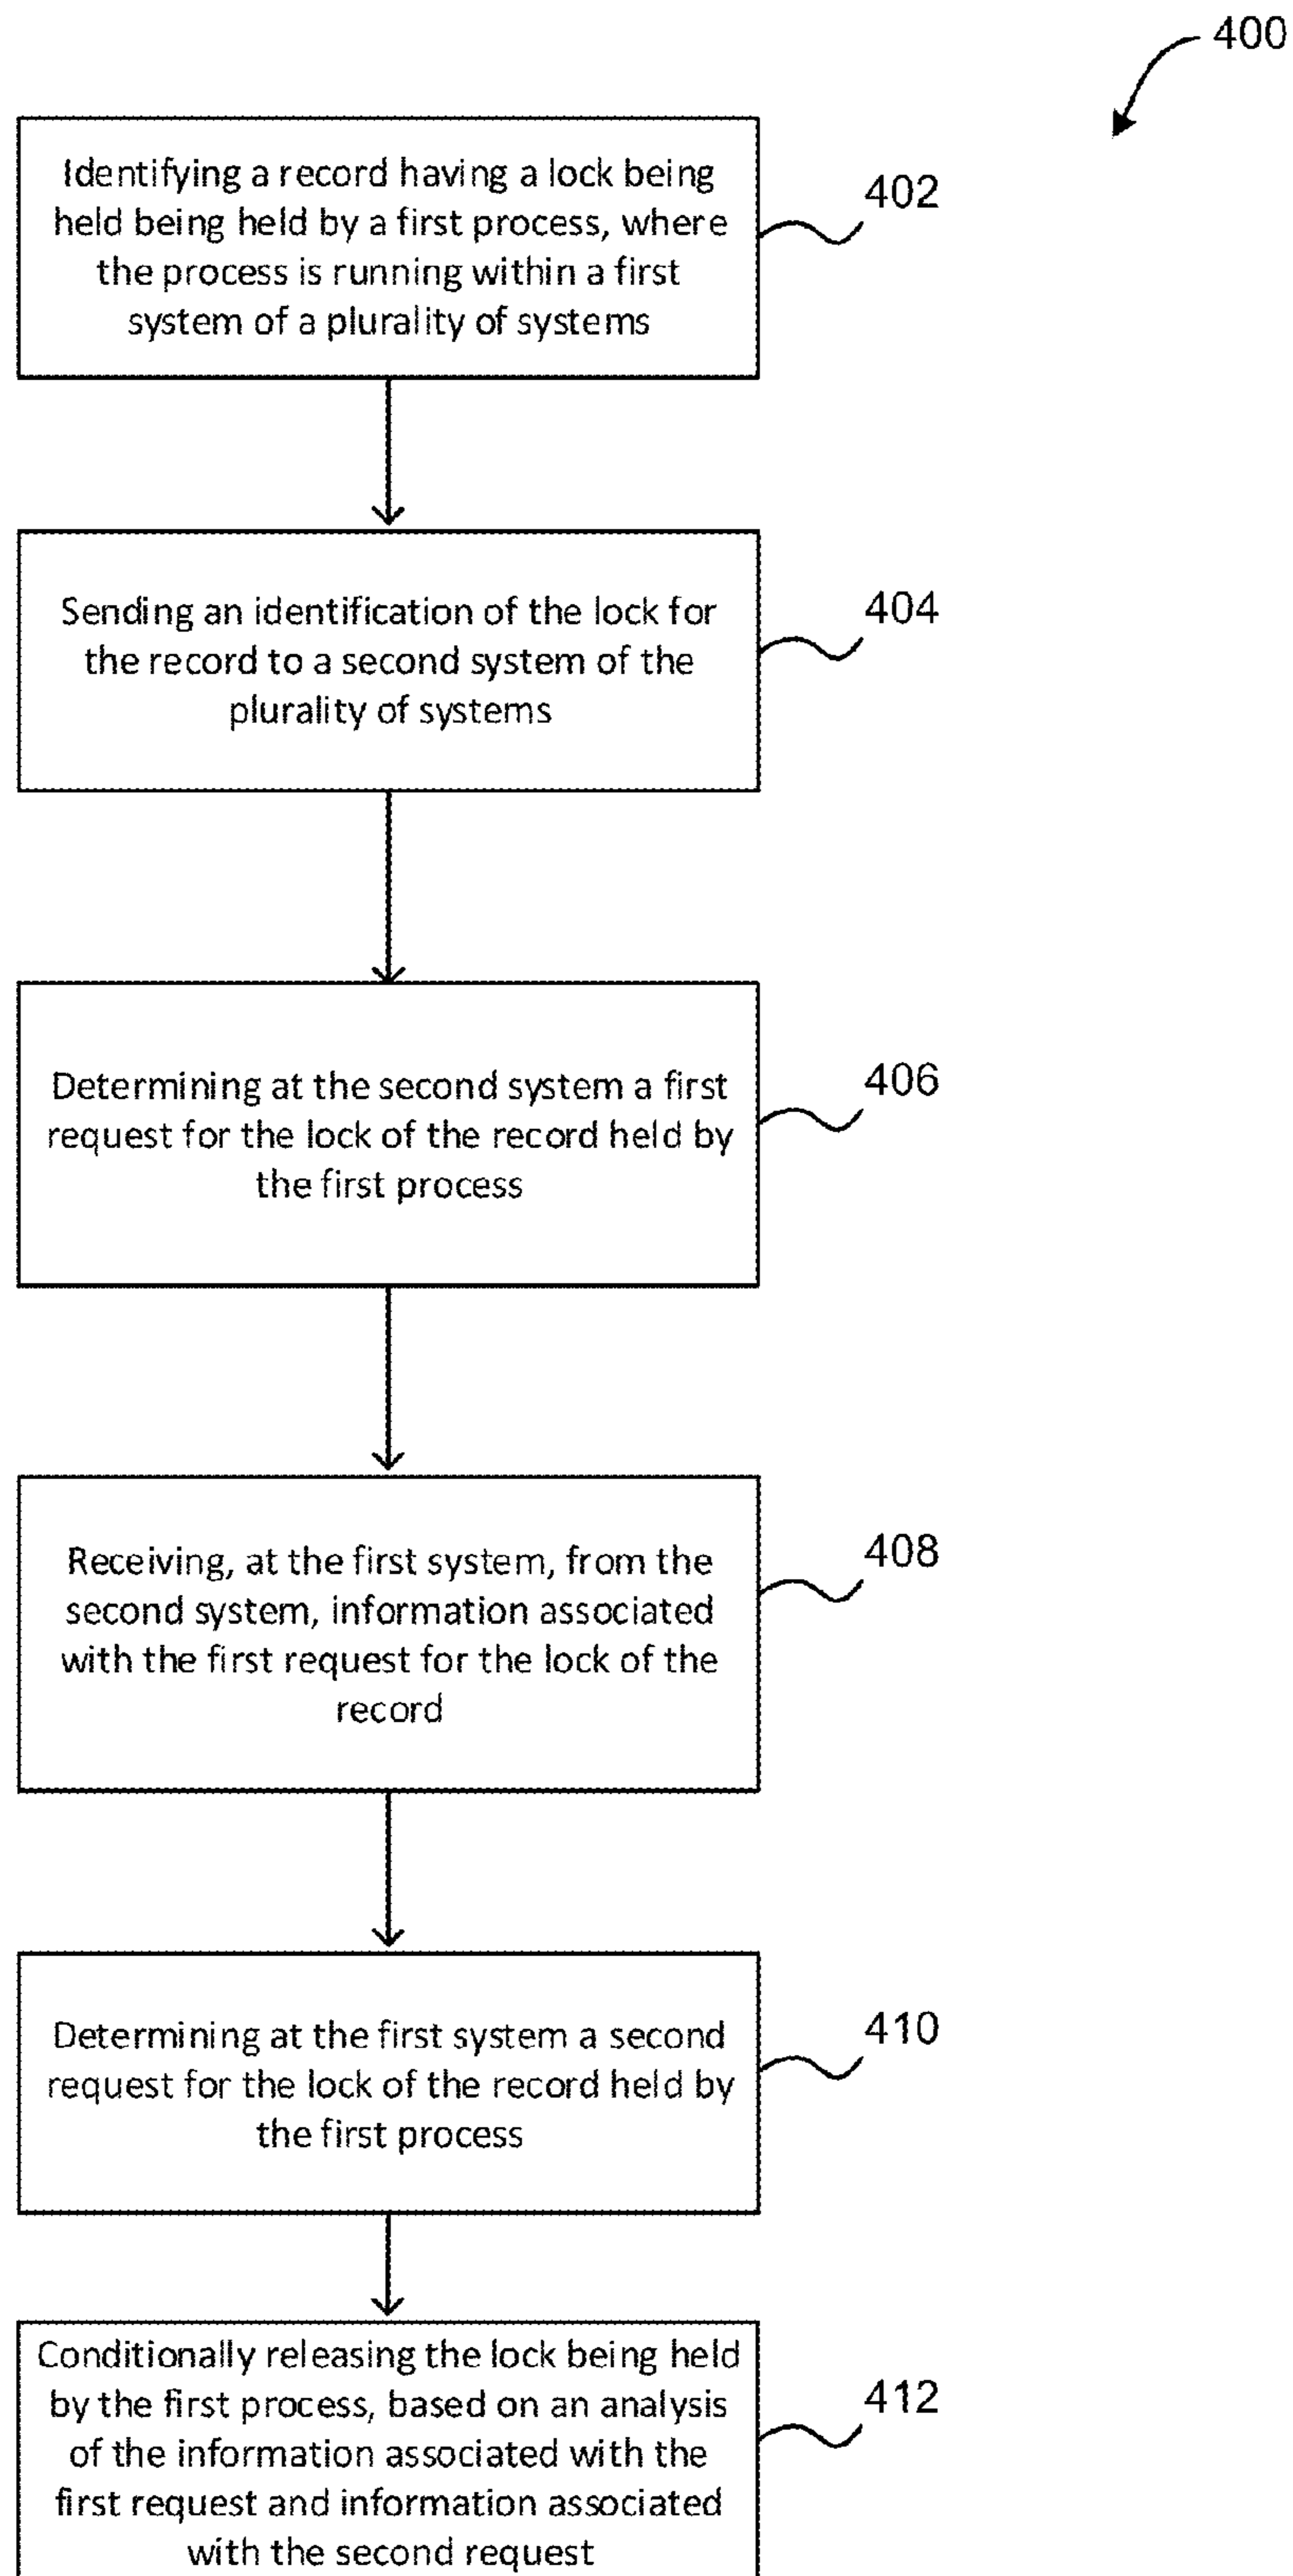 400
Identifying a record having a lock being
held being held by a first process, where
the process is running within a first
system of a plurality of systems
402
Sending an identification of the lock for
the record to a second system of the
plurality of systems
404
Determining at the second system a first
request for the lock of the record held by
the first process
406
Receiving, at the first system, from the
second system, information associated
with the first request for the lock of the
record
408
Determining at the first system a second
request for the lock of the record held by
the first process
410
Conditionally releasing the lock being held
by the first process, based on an analysis
of the information associated with the
first request and information associated
with the second request
412